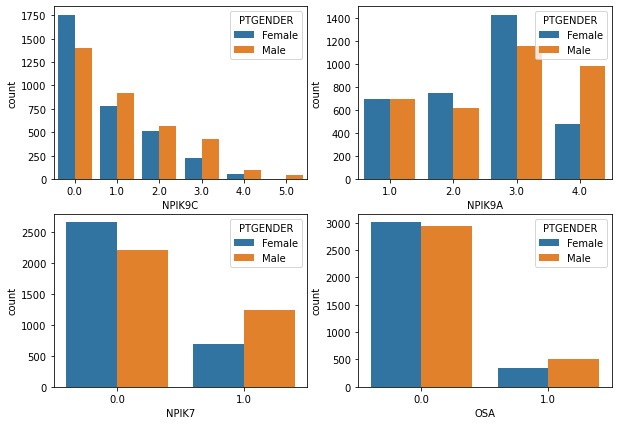 1750
1500
1250
1000
750
500
250
0
count
0.0 1.0 2.0 3.0 4.0 5.0
NPIK9C
PTGENDER
Female
Male
1400
1200
1000
800
600
400
200
0
count
1.0 2.0 3.0 4.0
NPIK9A
PTGENDER
Female
Male
2500
2000
1500
1000
500
0
count
0.0 1.0
NPIK7
PTGENDER
Female
Male
3000
2500
2000
1500
1000
500
0
count
0.0 1.0
OSA
PTGENDER
Female
Male